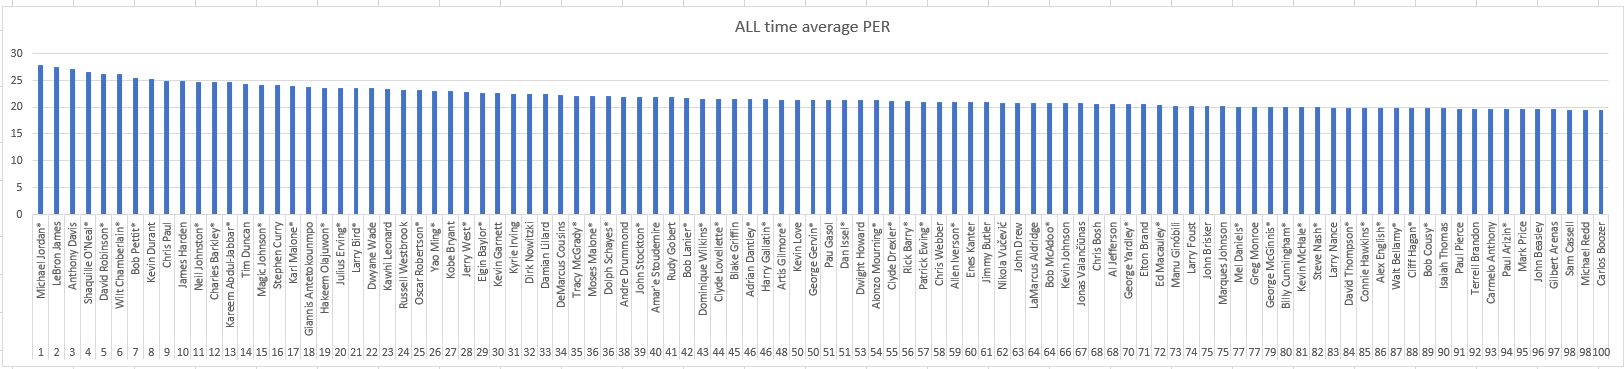 ALL time average PER
30
25
20
15
10
5
0
Michael Jordan*
LeBron James
Anthony Davis
Shaquille O'Neal*
David Robinson*
Wilt Chamberlain*
Bob Pettit*
Kevin Durant
Chris Paul
James Harden
Neil Johnston*
Charles Barkley*
Kareem Abdu-Jabbar*
Tim Duncan
Magic Johnson*
Stephen Curry
Karl Malone*
Giannis Antetokounmpo
Hakeem Olajuwon*
Julius Erving*
Larry Bird*
Dwyane Wade
Kawhi Leonard
Russell Westbrook
Oscar Robertson*
Yao Ming*
Kobe Bryant
Jerry West*
Elgin Baylor*
Kevin Garnett
Kyrie Irving
Dirk Nowitzki
Damian Lillard
DeMarcus Cousins
Tracy McGrady*
Moses Malone*
Dolph Schayes*
Andre Drummond
John Stockton*
Amar'e Stoudemire
Rudy Gobert
Bob Lanier*
Dominique Wilkins*
Clyde Lovellette*
Blake Griffin
Adrian Dantley*
Harry Gallatin*
Artis Gilmore*
Kevin Love
George Gervin*
Pau Gasol
Dan Issel*
Dwight Howard
Alonzo Mourning*
Clyde Drexler*
Rick Barry*
Patrick Ewing*
Chris Webber
Allen Iverson*
Enes Kanter
Jimmy Butler
Nikola Vučević
John Drew
LaMarcus Aldridge
Bob McAdoo*
Kevin Johnson
Jonas Valančiūnas
Chris Bosh
Al Jefferson
George Yardley*
Elton Brand
Ed Macauley*
Manu Ginóbili
Larry Foust
John Brisker
Marques Johnson
Mel Daniels*
Greg Monroe
George McGinnis*
Billy Cunningham*
Kevin McHale*
Steve Nash*
Larry Nance
David Thompson*
Connie Hawkins*
Alex English*
Walt Bellamy*
Cliff Hagan*
Bob Cousy*
Isaiah Thomas
Paul Pierce
Terrell Brandon
Carmelo Anthony
Paul Arizin*
Mark Price
John Beasley
Gilbert Arenas
Sam Cassell
Michael Redd
Carlos Boozer
1 2 3 4 5 6 7 8 9 10 11 12 13 14 15 16 17 18 19 20 21 22 23 24 25 26 27 28 29 30 31 32 33 34 35 36 36 38 39 40 41 42 43 44 45 46 46 48 50 50 51 51 53 54 55 56 57 58 59 60 61 62 63 64 64 66 67 68 68 70 71 72 73 74 75 75 77 77 79 80 81 82 83 84 85 86 87 88 89 90 91 92 93 94 95 96 97 98 98 100